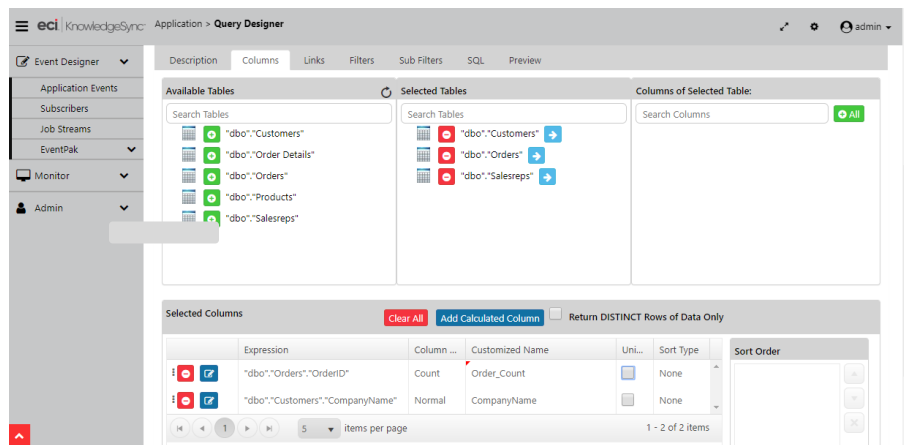 eci KnowledgeSync Application > Query Designer admin
Event Designer
Application Events
Subscribers
Job Streams
EventPak
Monitor
Admin
Description Columns Links Filters Sub Filters SQL Preview
Available Tables
Search Tables
"dbo"."Customers"
"dbo"."Order Details"
"dbo"."Orders"
"dbo"."Products"
"dbo"."Salesreps"
Selected Tables
Search Tables
"dbo"."Customers"
"dbo"."Orders"
"dbo"."Salesreps"
Columns of Selected Table:
Search Columns All
Selected Columns Clear All Add Calculated Column Return DISTINCT Rows of Data Only
Expression Column ... Customized Name Uni... Sort Type
"dbo"."Orders"."OrderID" Count Order_Count None
"dbo"."Customers"."CompanyName" Normal CompanyName None
1 5 items per page 1 - 2 of 2 items
Sort Order